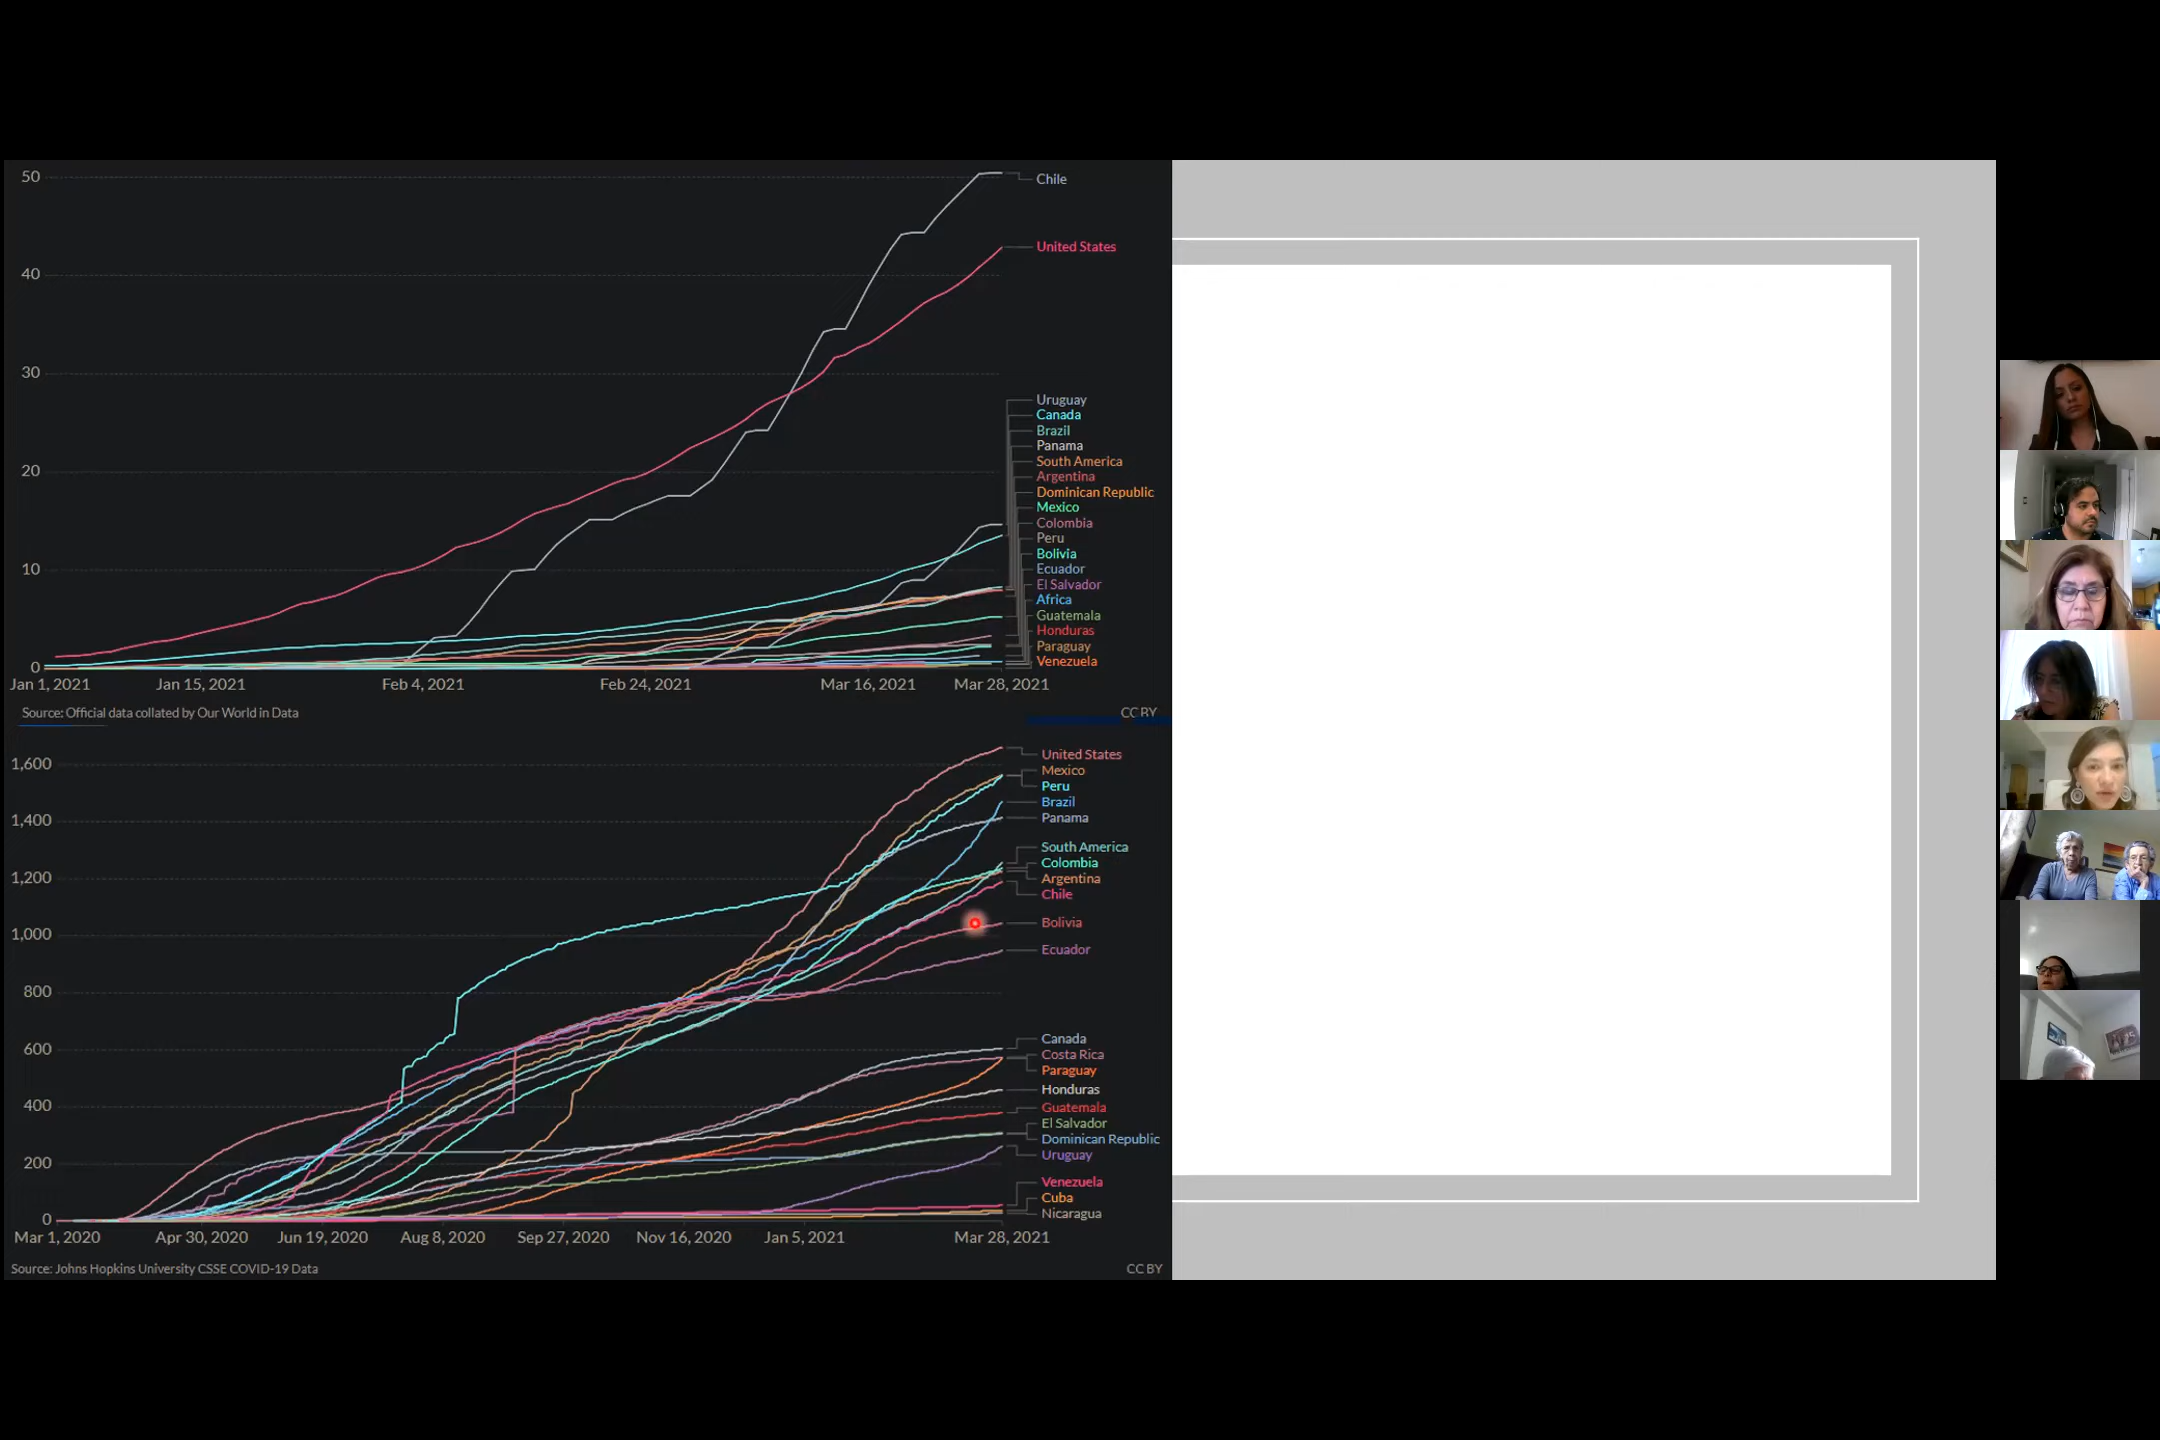 50
40
30
20
10
0
Chile
United States
Uruguay
Canada
Brazil
Panama
South America
Argentina
Dominican Republic
Mexico
Colombia
Peru
Bolivia
Ecuador
El Salvador
Africa
Guatemala
Honduras
Paraguay
Venezuela
Jan 1, 2021 Jan 15, 2021 Feb 4, 2021 Feb 24, 2021 Mar 16, 2021 Mar 28, 2021
Source: Official data collated by Our World in Data CC BY
1,600
1,400
1,200
1,000
800
600
400
200
0
United States
Mexico
Peru
Brazil
Panama
South America
Colombia
Argentina
Chile
Bolivia
Ecuador
Canada
Costa Rica
Paraguay
Honduras
Guatemala
El Salvador
Dominican Republic
Uruguay
Venezuela
Cuba
Nicaragua
Mar 1, 2020 Apr 30, 2020 Jun 19, 2020 Aug 8, 2020 Sep 27, 2020 Nov 16, 2020 Jan 5, 2021 Mar 28, 2021
Source: Johns Hopkins University CSSE COVID-19 Data CC BY